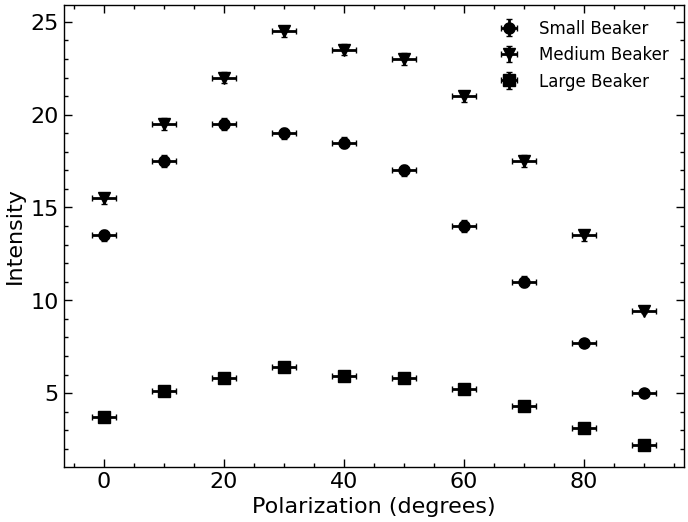 25
20
15
10
5
Intensity
Small Beaker
Medium Beaker
Large Beaker
0 20 40 60 80
Polarization (degrees)